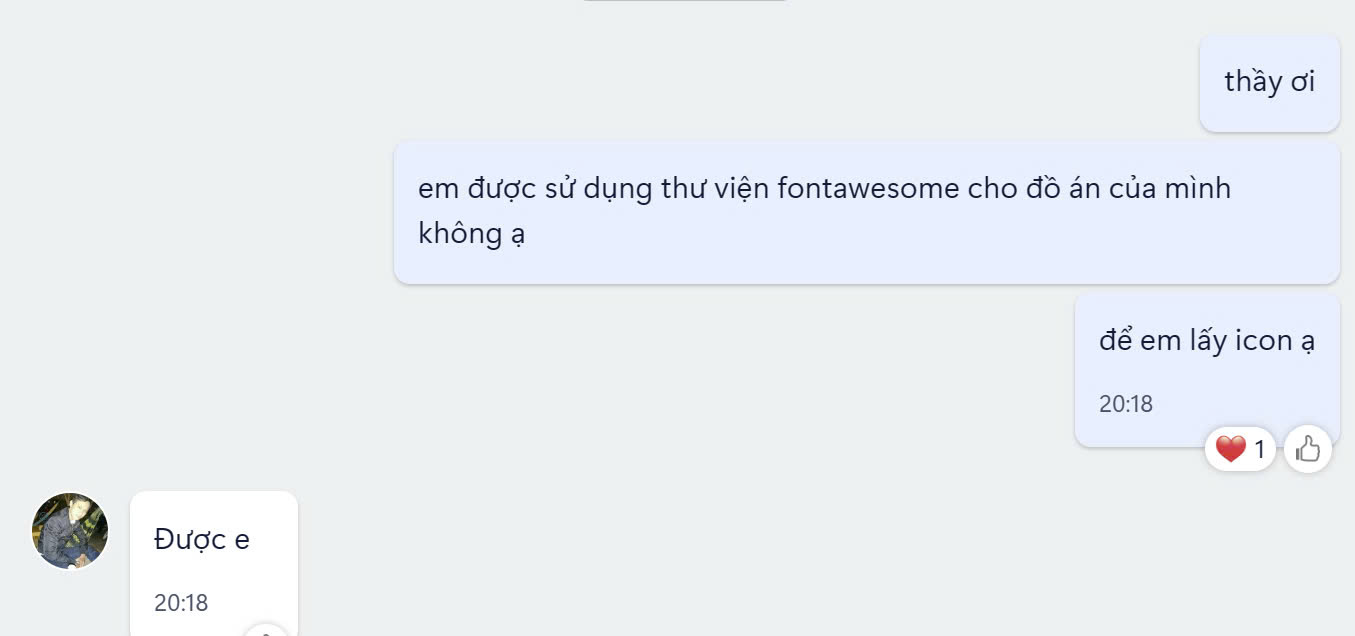 thầy ơi
em được sử dụng thư viện fontawesome cho đồ án của mình
không ạ
để em lấy icon ạ
20:18
1
Được e
20:18